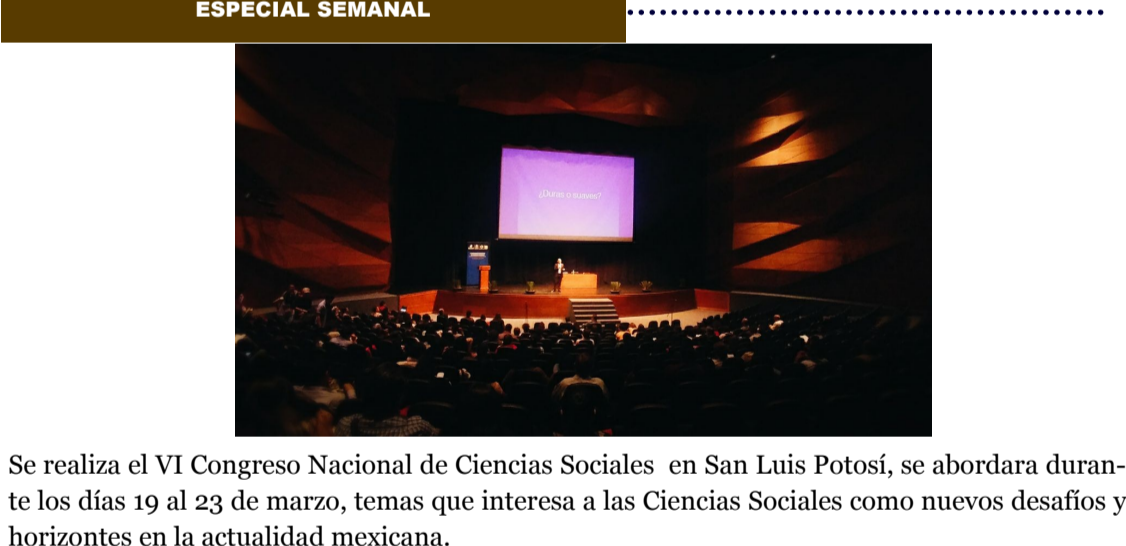 ESPECIAL SEMANAL
¿Duras o suaves?
Se realiza el VI Congreso Nacional de Ciencias Sociales  en San Luis Potosí, se abordara duran-
te los días 19 al 23 de marzo, temas que interesa a las Ciencias Sociales como nuevos desafíos y
horizontes en la actualidad mexicana.